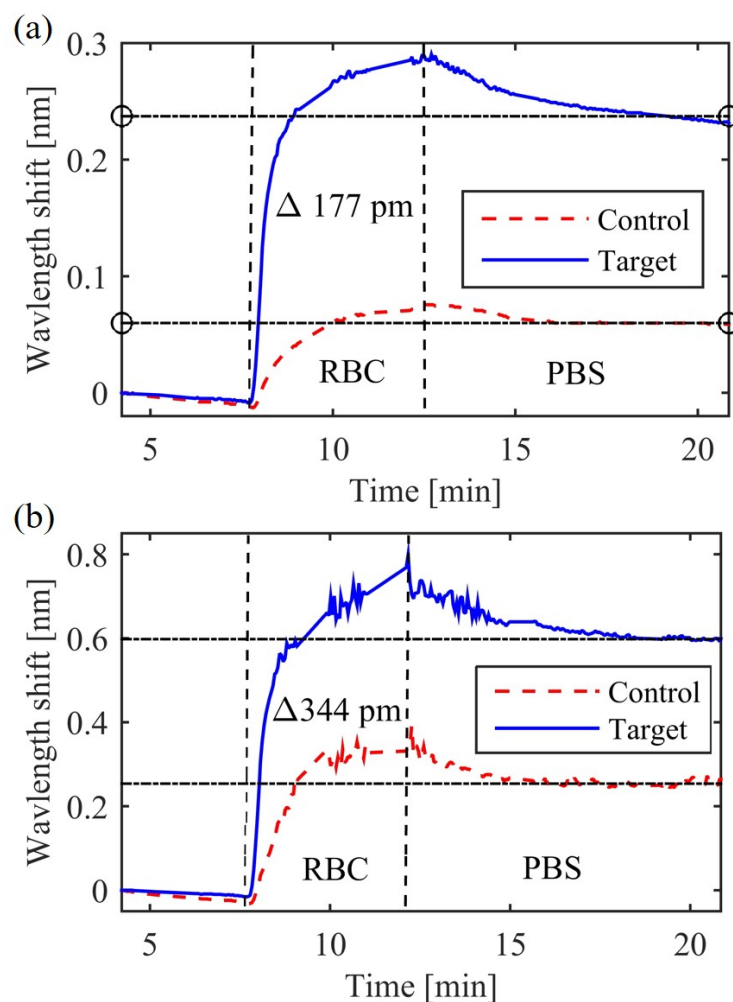 (a)
Wavlength shift [nm]
0.3
0.2
0.1
0
Δ 177 pm
Control
Target
RBC
PBS
5
10
15
20
Time [min]
(b)
Wavlength shift [nm]
0.8
0.6
0.4
0.2
0
Δ344 pm
Control
Target
RBC
PBS
5
10
15
20
Time [min]